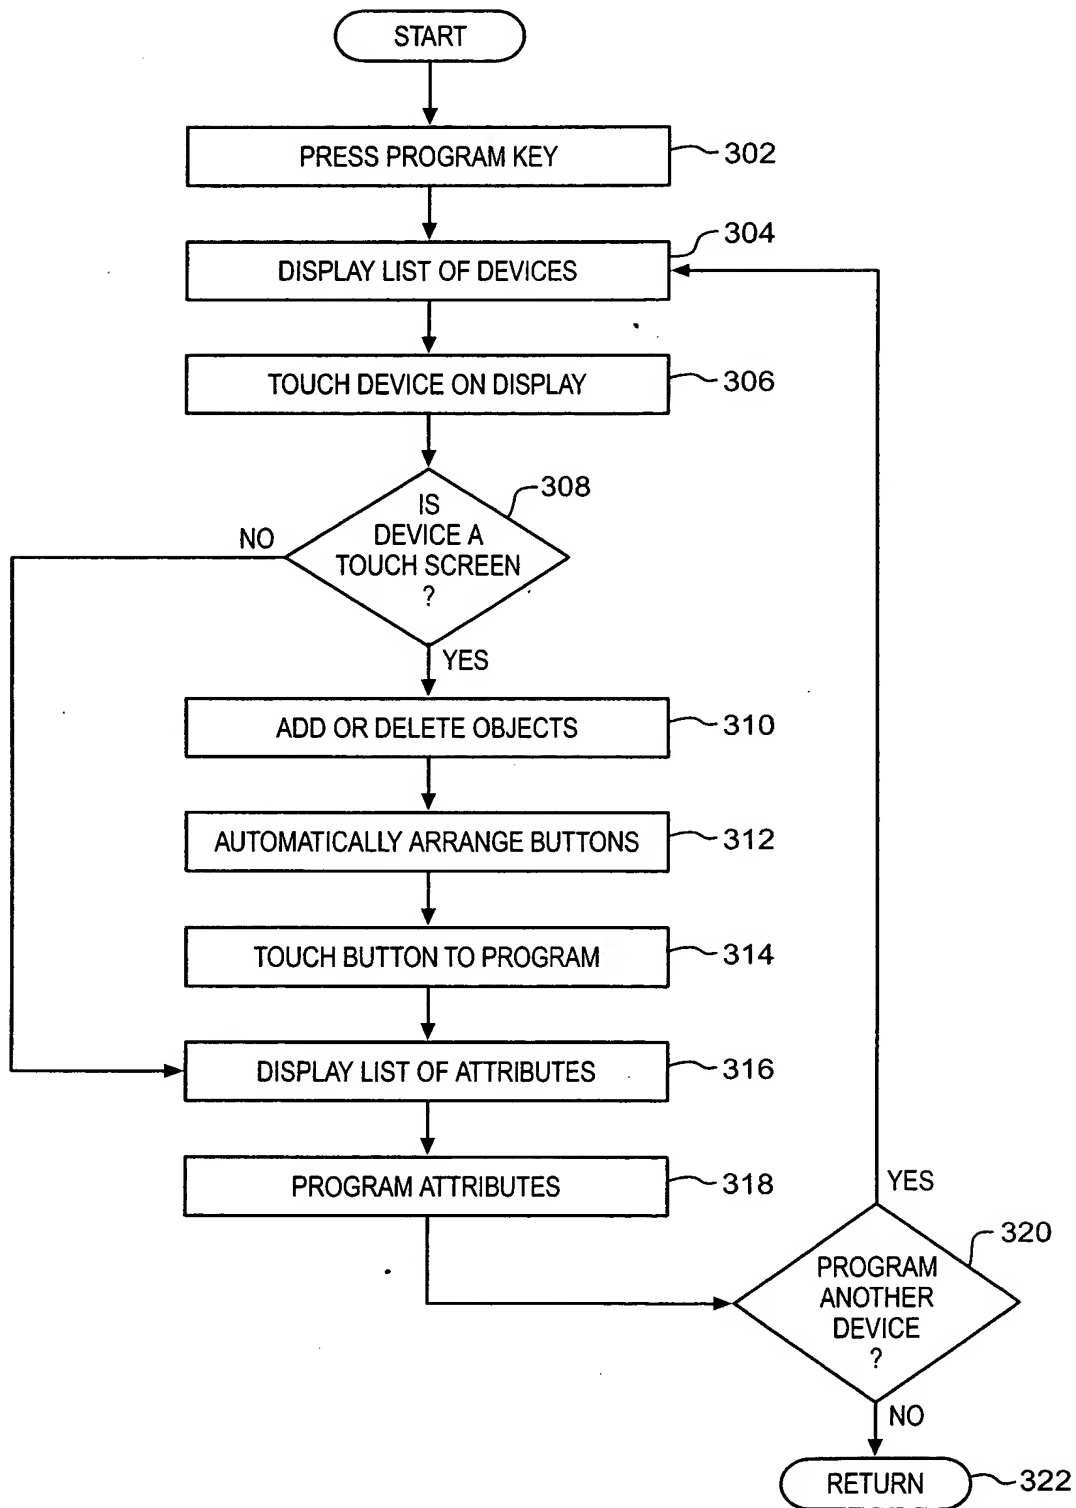 START
PRESS PROGRAM KEY
302
304
DISPLAY LIST OF DEVICES
TOUCH DEVICE ON DISPLAY
306
308
IS
DEVICE A
TOUCH SCREEN
?
NO
YES
ADD OR DELETE OBJECTS
310
AUTOMATICALLY ARRANGE BUTTONS
312
TOUCH BUTTON TO PROGRAM
314
DISPLAY LIST OF ATTRIBUTES
316
PROGRAM ATTRIBUTES
318
YES
320
PROGRAM
ANOTHER
DEVICE
?
NO
RETURN
322